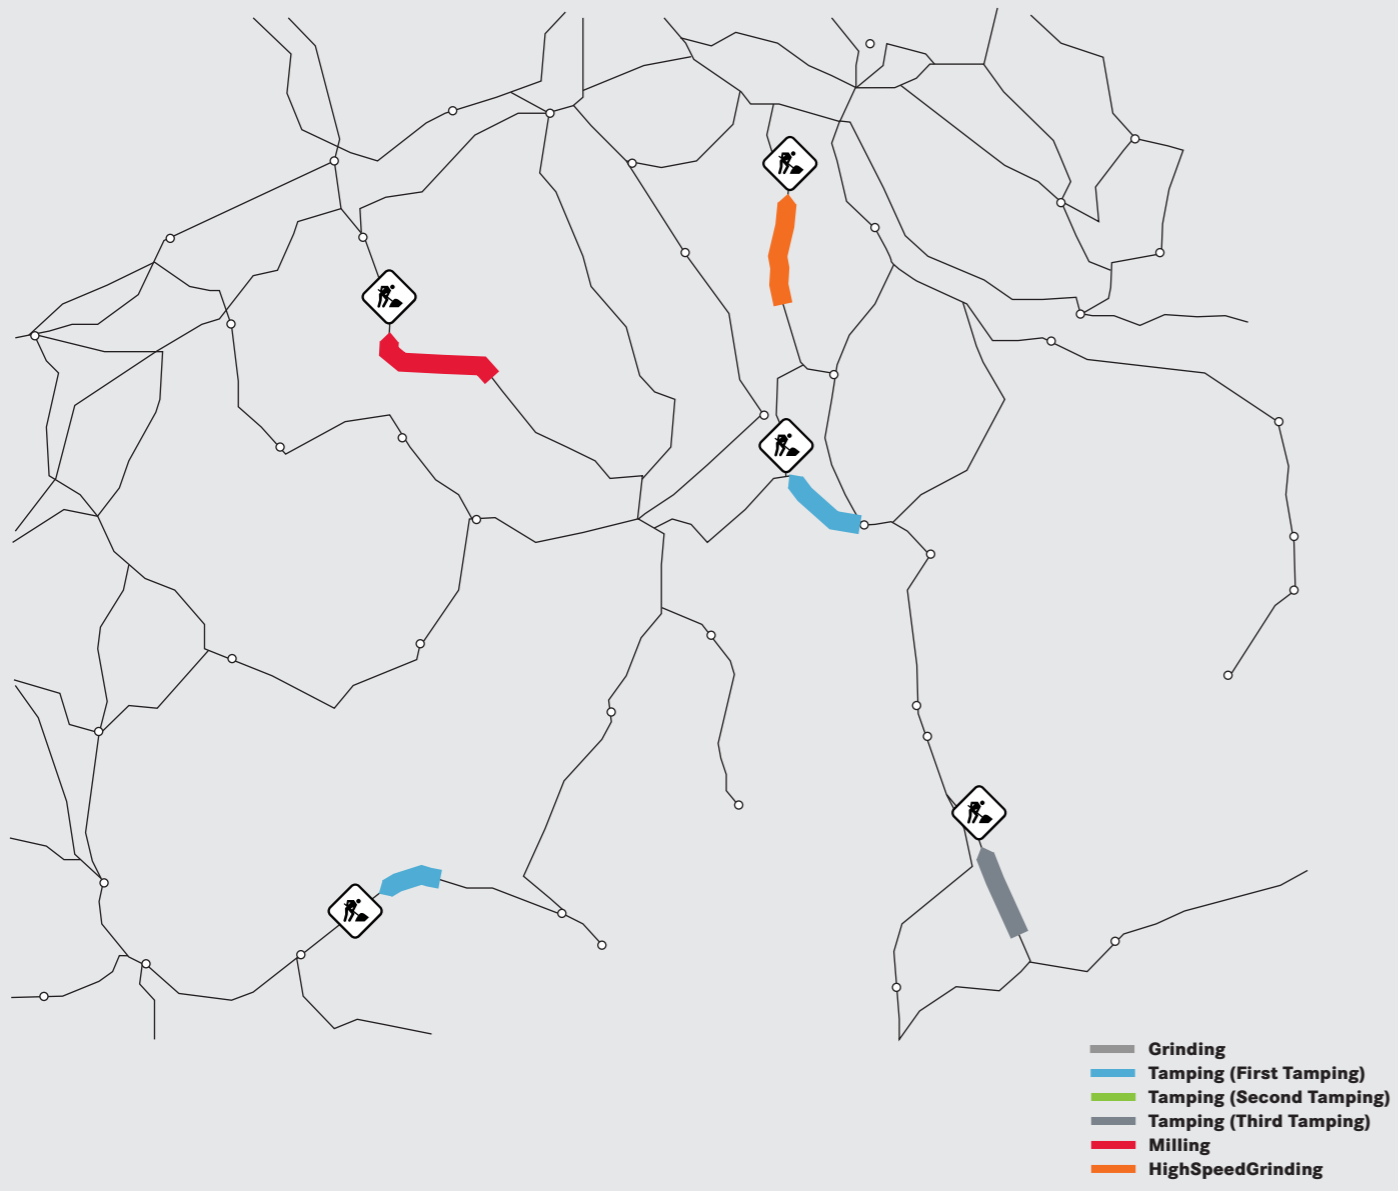 Grinding
Tamping (First Tamping)
Tamping (Second Tamping)
Tamping (Third Tamping)
Milling
HighSpeedGrinding